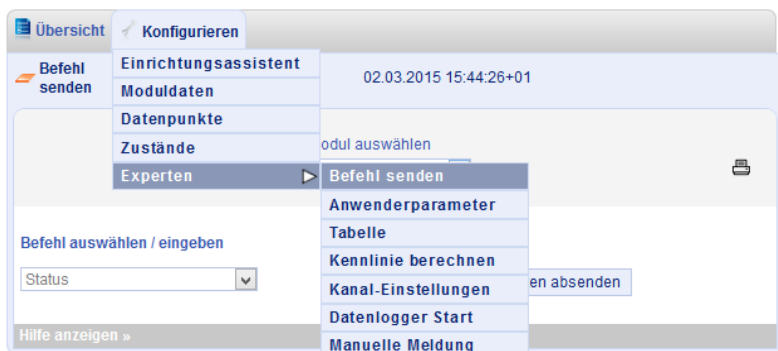 Übersicht
Konfigurieren
Befehl senden
02.03.2015 15:44:26+01
Einrichtungsassistent
Moduldaten
Datenpunkte
Zustände
Experten
odul auswählen
Befehl senden
Anwenderparameter
Tabelle
Kennlinie berechnen
Kanal-Einstellungen
Datenlogger Start
Manuelle Meldung
Befehl auswählen / eingeben
Status
en absenden
Hilfe anzeigen »